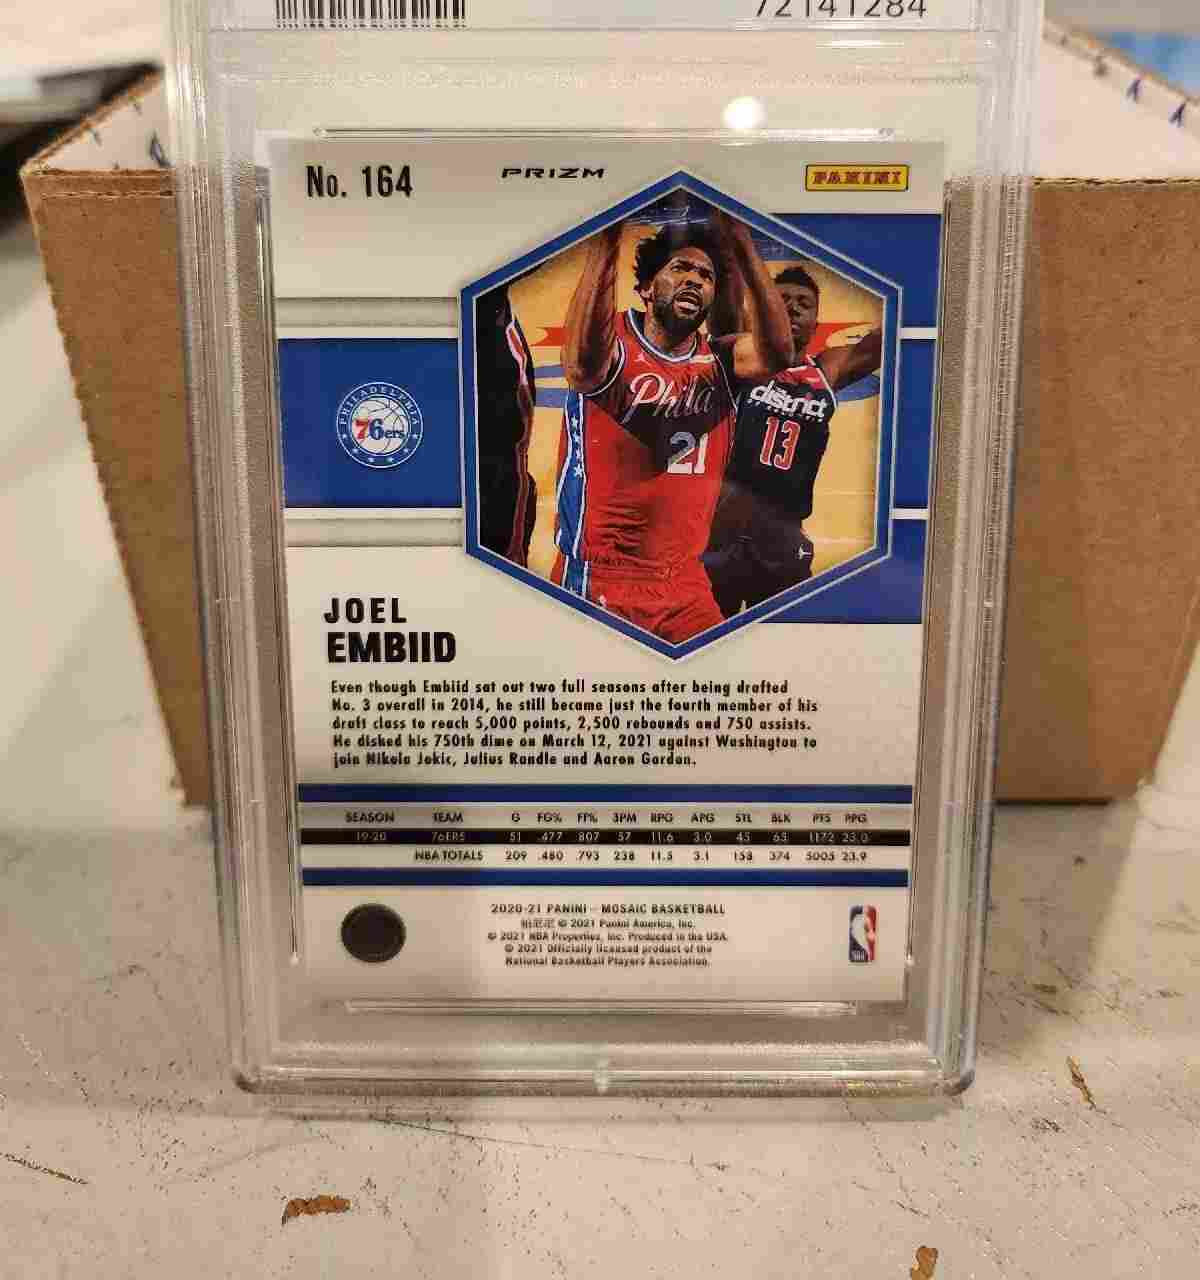 72141284
No. 164
PRIZM
PANINI
PHILADELPHIA
76ers
Phila
21
district
OF COLUMBIA
13
JOEL
EMBIID
Even though Embiid sat out two full seasons after being drafted
No. 3 overall in 2014, he still became just the fourth member of his
draft class to reach 5,000 points, 2,500 rebounds and 750 assists.
He dished his 750th dime on March 12, 2021 against Washington to
join Nikola Jokic, Julius Randle and Aaron Gordon.
SEASON TEAM G FG% FT% 3PM RPG APG STL BLK PTS PPG
19-20 76ERS 51 .477 .807 57 11.6 3.0 45 65 1172 23.0
NBA TOTALS 209 .480 .793 238 11.5 3.1 158 374 5005 23.9
2020-21 PANINI – MOSAIC BASKETBALL
© 2021 Panini America, Inc.
© 2021 NBA Properties, Inc. Produced in the USA.
© 2021 Officially licensed product of the
National Basketball Players Association.